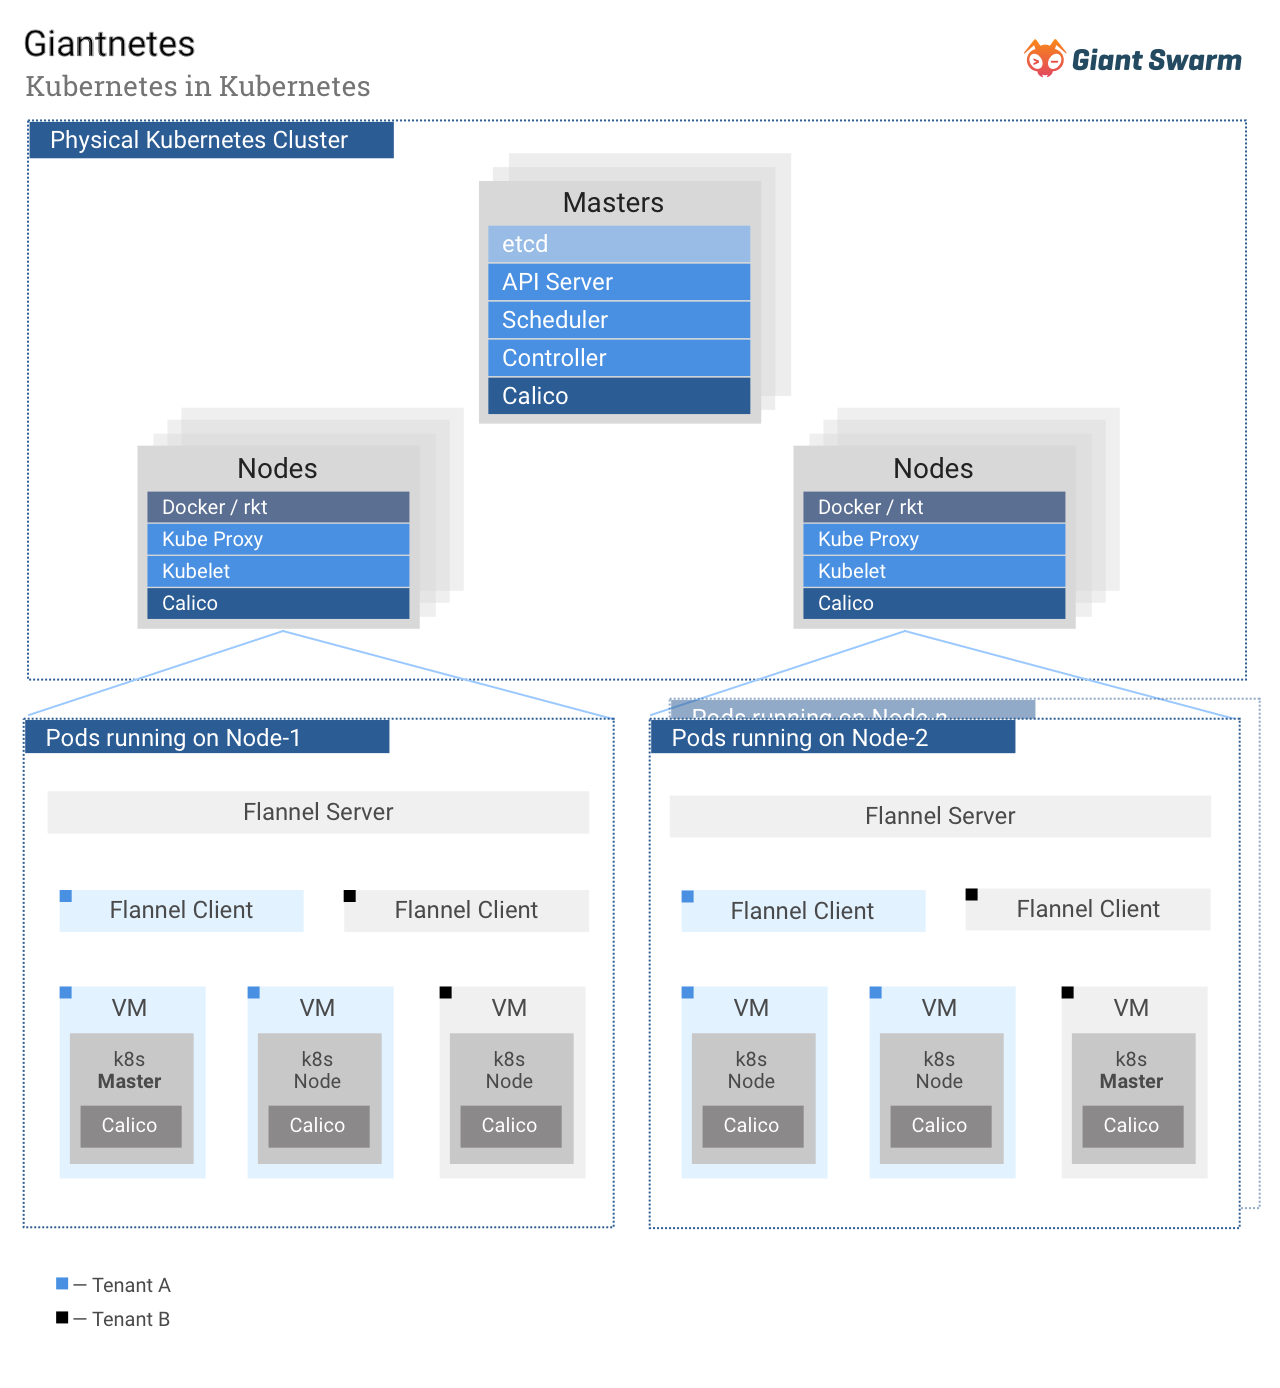 Giantnetes
Kubernetes in Kubernetes
Giant Swarm
Physical Kubernetes Cluster
Masters
etcd
API Server
Scheduler
Controller
Calico
Nodes
Docker / rkt
Kube Proxy
Kubelet
Calico
Nodes
Docker / rkt
Kube Proxy
Kubelet
Calico
Pods running on Node-1
Flannel Server
Flannel Client
Flannel Client
VM
k8s
Master
Calico
VM
k8s
Node
Calico
VM
k8s
Node
Calico
Pods running on Node-n
Pods running on Node-2
Flannel Server
Flannel Client
Flannel Client
VM
k8s
Node
Calico
VM
k8s
Node
Calico
VM
k8s
Master
Calico
— Tenant A
— Tenant B